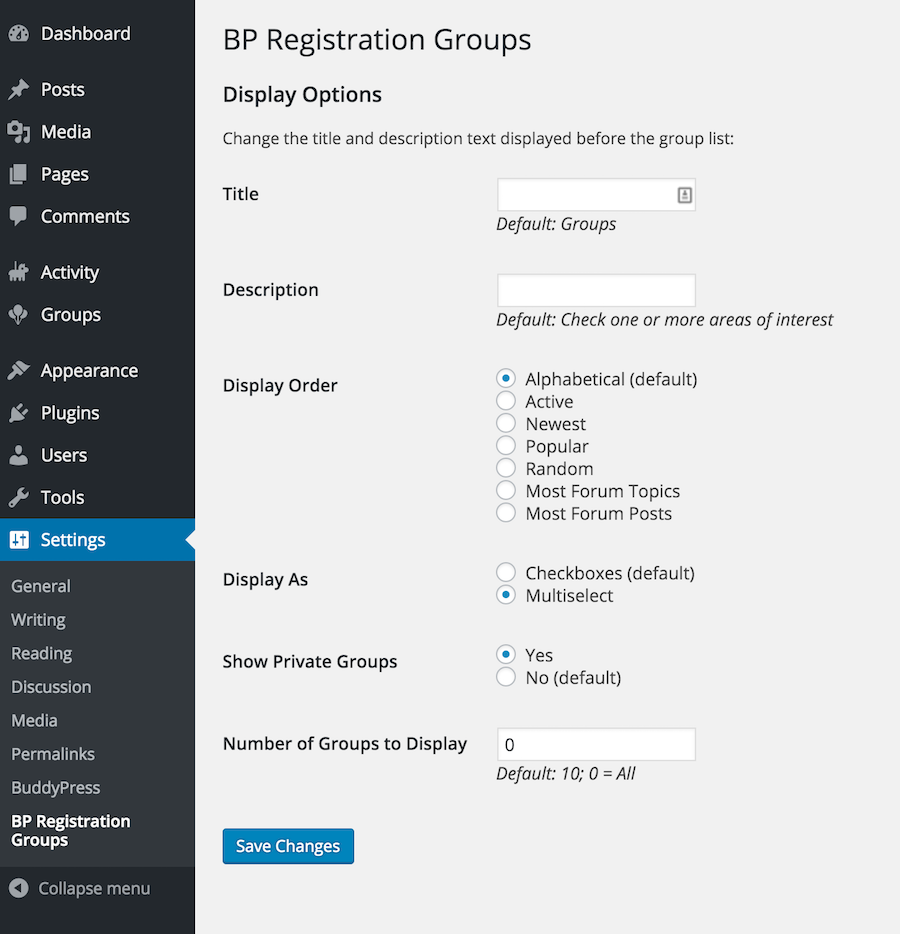 Dashboard
Posts
Media
Pages
Comments
Activity
Groups
Appearance
Plugins
Users
Tools
Settings
General
Writing
Reading
Discussion
Media
Permalinks
BuddyPress
BP Registration
Groups
Collapse menu
BP Registration Groups
Display Options
Change the title and description text displayed before the group list:
Title
Default: Groups
Description
Default: Check one or more areas of interest
Display Order
Alphabetical (default)
Active
Newest
Popular
Random
Most Forum Topics
Most Forum Posts
Display As
Checkboxes (default)
Multiselect
Show Private Groups
Yes
No (default)
Number of Groups to Display
0
Default: 10; 0 = All
Save Changes